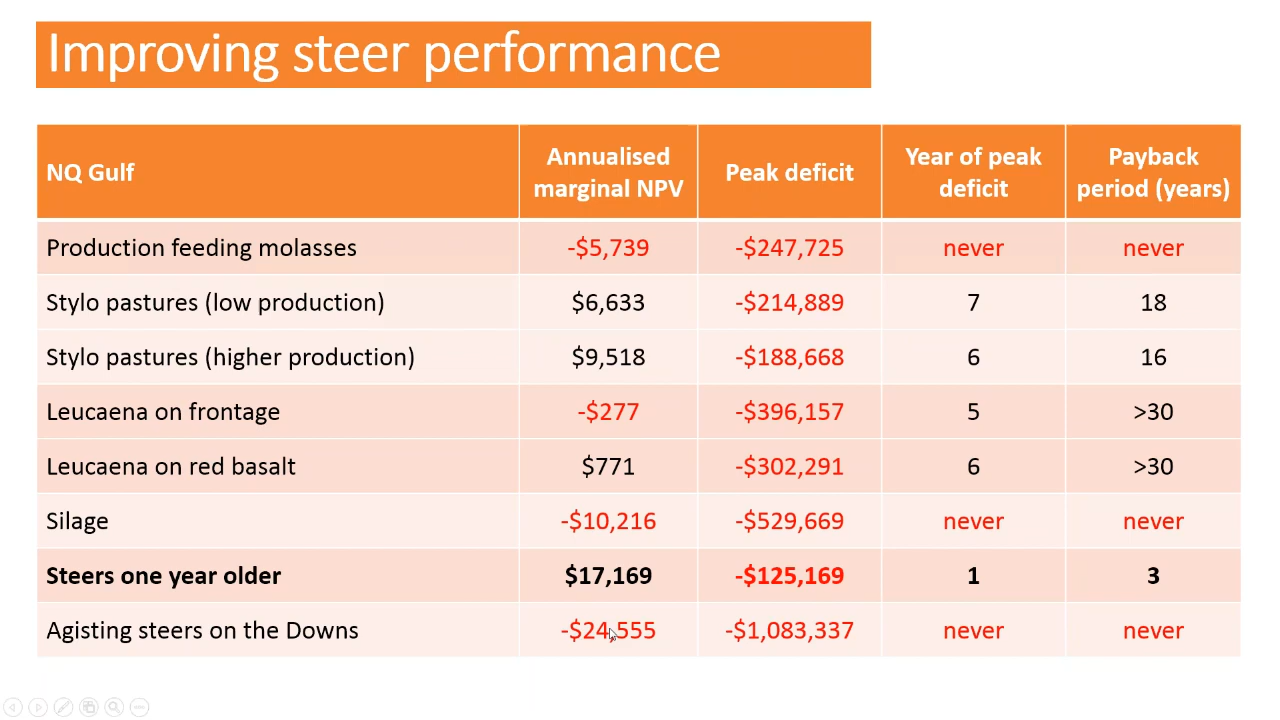 Improving steer performance
NQ Gulf
Annualised
marginal NPV
Peak deficit
Year of peak
deficit
Payback
period (years)
Production feeding molasses -$5,739 -$247,725 never never
Stylo pastures (low production) $6,633 -$214,889 7 18
Stylo pastures (higher production) $9,518 -$188,668 6 16
Leucaena on frontage -$277 -$396,157 5 >30
Leucaena on red basalt $771 -$302,291 6 >30
Silage -$10,216 -$529,669 never never
Steers one year older $17,169 -$125,169 1 3
Agisting steers on the Downs -$24,555 -$1,083,337 never never